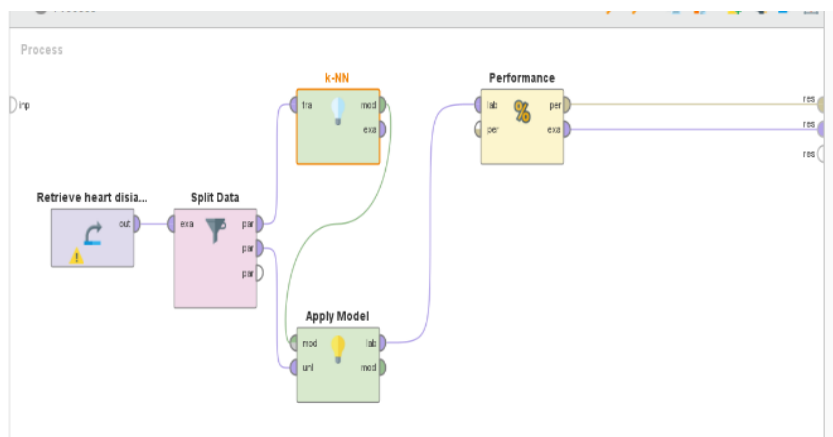 Process
Process
inp
k-NN
tra
mod
exa
Performance
lab
%
per
per
exa
res
res
res
Retrieve heart disia...
out
Split Data
exa
par
par
par
Apply Model
mod
lab
unl
mod